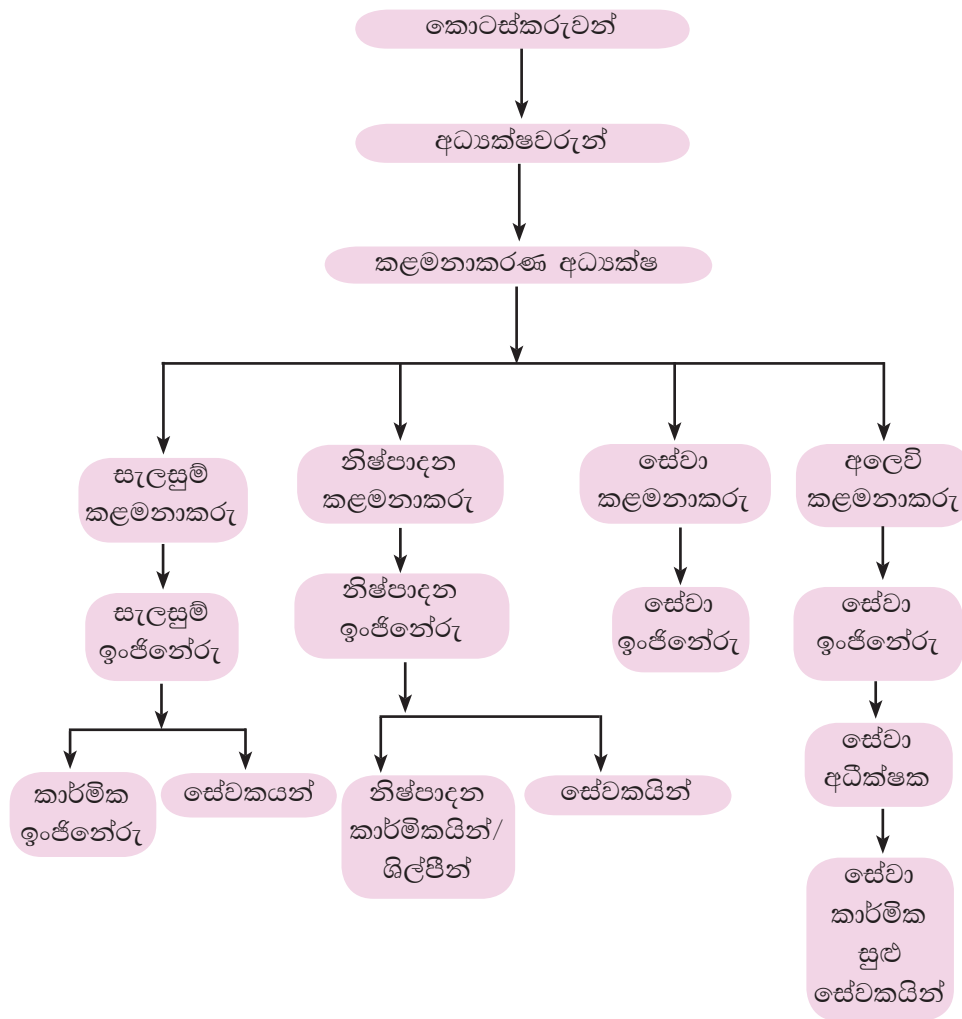 කොටස්කරුවන්
අධ්‍යක්ෂවරුන්
කළමනාකරණ අධ්‍යක්ෂ
සැලසුම්
කළමනාකරු
නිෂ්පාදන
කළමනාකරු
සේවා
කළමනාකරු
අලෙවි
කළමනාකරු
සැලසුම්
ඉංජිනේරු
නිෂ්පාදන
ඉංජිනේරු
සේවා
ඉංජිනේරු
සේවා
ඉංජිනේරු
කාර්මික
ඉංජිනේරු
සේවකයන්
නිෂ්පාදන
කාර්මිකයින්/
ශිල්පීන්
සේවකයින්
සේවා
අධීක්ෂක
සේවා
කාර්මික
සුළු
සේවකයින්